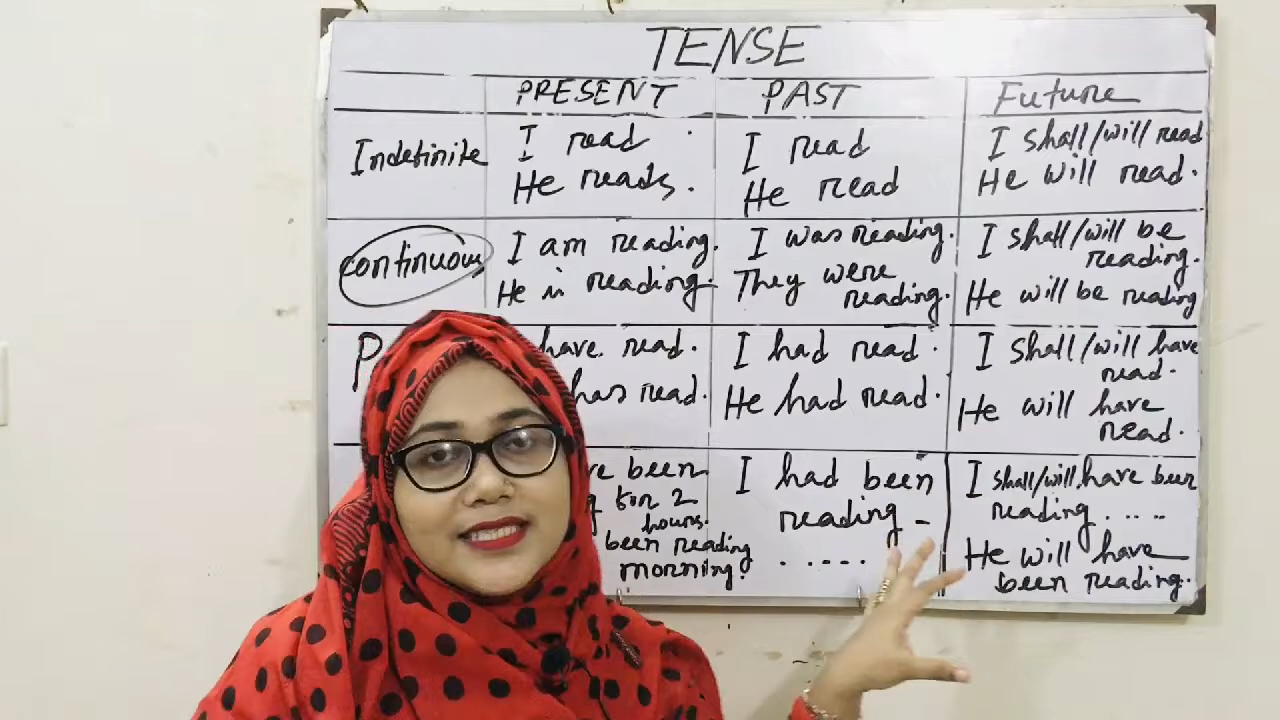 TENSE
PRESENT PAST Future
Indefinite
I read
He reads.
I read
He read
I shall/will read
He will read.
continuous
I am reading.
He is reading.
I was reading.
They were
reading.
I shall/will be
reading.
He will be reading
P
have read.
has read.
I had read.
He had read.
I shall/will have
read.
He will have
read.
been
for 2
hours.
been reading
morning.
I had been
reading -
.....
I shall/will have been
reading.....
He will have
been reading.